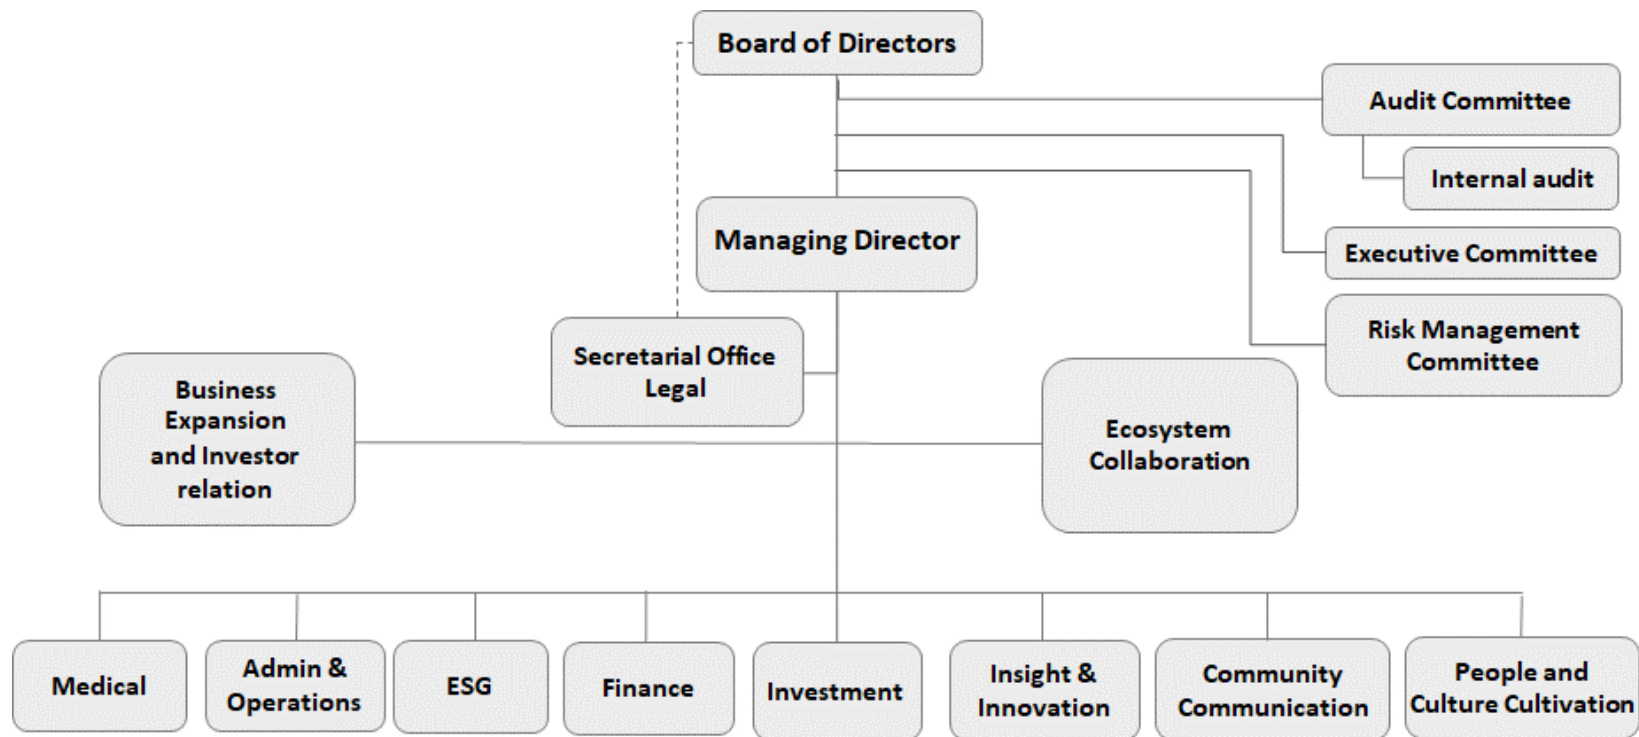 Board of Directors
Audit Committee
Internal audit
Managing Director
Executive Committee
Risk Management
Committee
Secretarial Office
Legal
Business
Expansion
and Investor
relation
Ecosystem
Collaboration
Medical
Admin &
Operations
ESG
Finance
Investment
Insight &
Innovation
Community
Communication
People and
Culture Cultivation